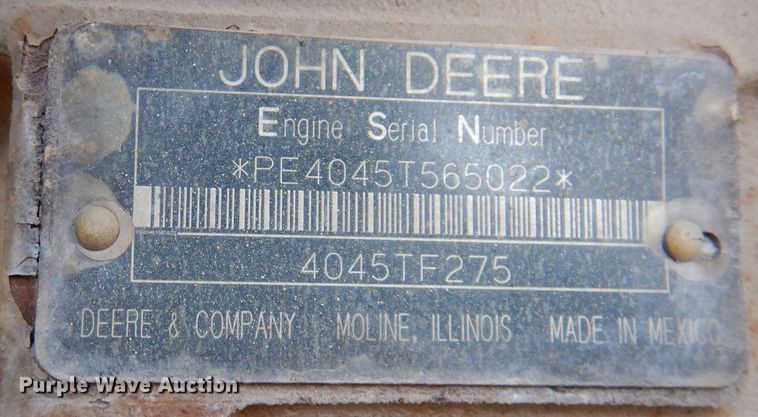 JOHN DEERE
Engine Serial Number
*PE4045T565022*
4045TF275
DEERE & COMPANY MOLINE, ILLINOIS MADE IN MEXICO
Purple Wave Auction